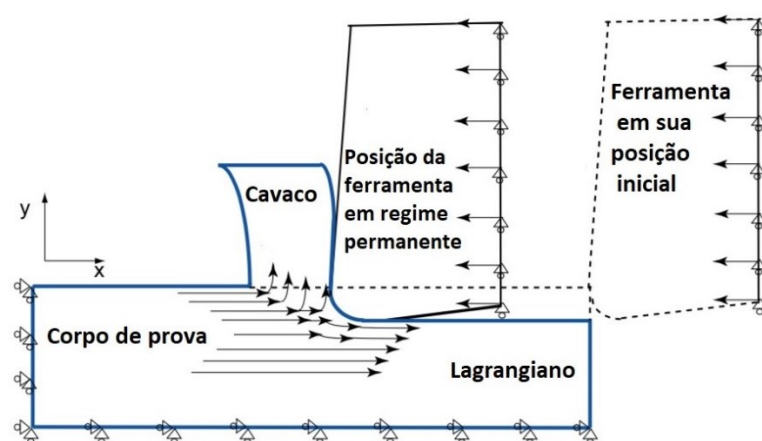 Cavaco
Posição da
ferramenta
em regime
permanente
Ferramenta
em sua
posição
inicial
y
x
Corpo de prova
Lagrangiano